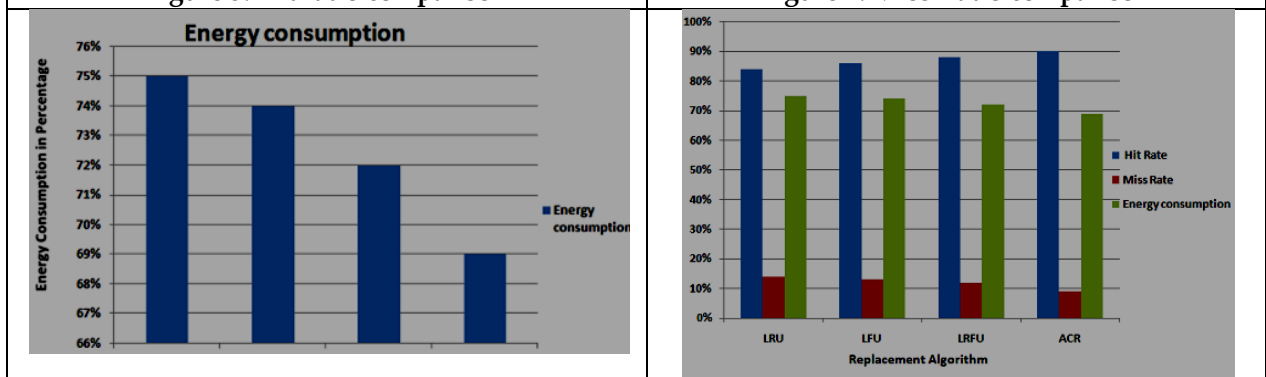 Energy consumption
76%
75%
74%
73%
72%
71%
70%
69%
68%
67%
66%
Energy Consumption in Percentage
Energy
consumption
100%
90%
80%
70%
60%
50%
40%
30%
20%
10%
0%
LRU LFU LRFU ACR
Replacement Algorithm
Hit Rate
Miss Rate
Energy consumption